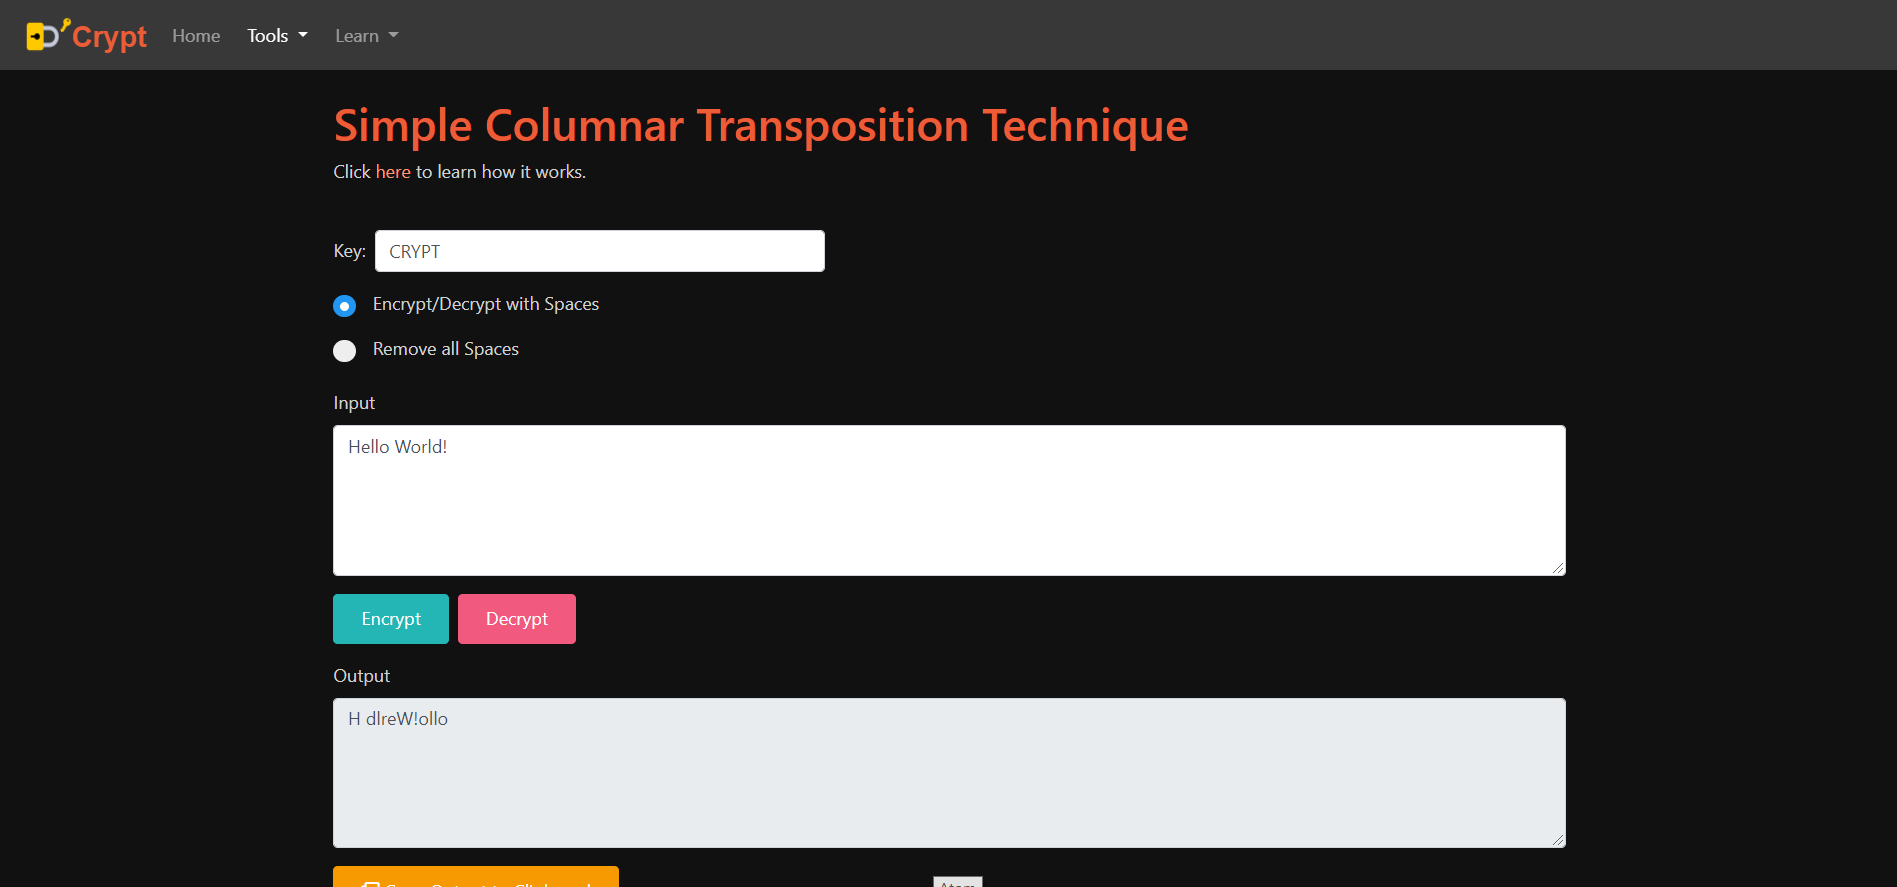 D'Crypt Home Tools Learn
Simple Columnar Transposition Technique
Click here to learn how it works.
Key: CRYPT
Encrypt/Decrypt with Spaces
Remove all Spaces
Input
Hello World!
Encrypt Decrypt
Output
H dlreW!ollo